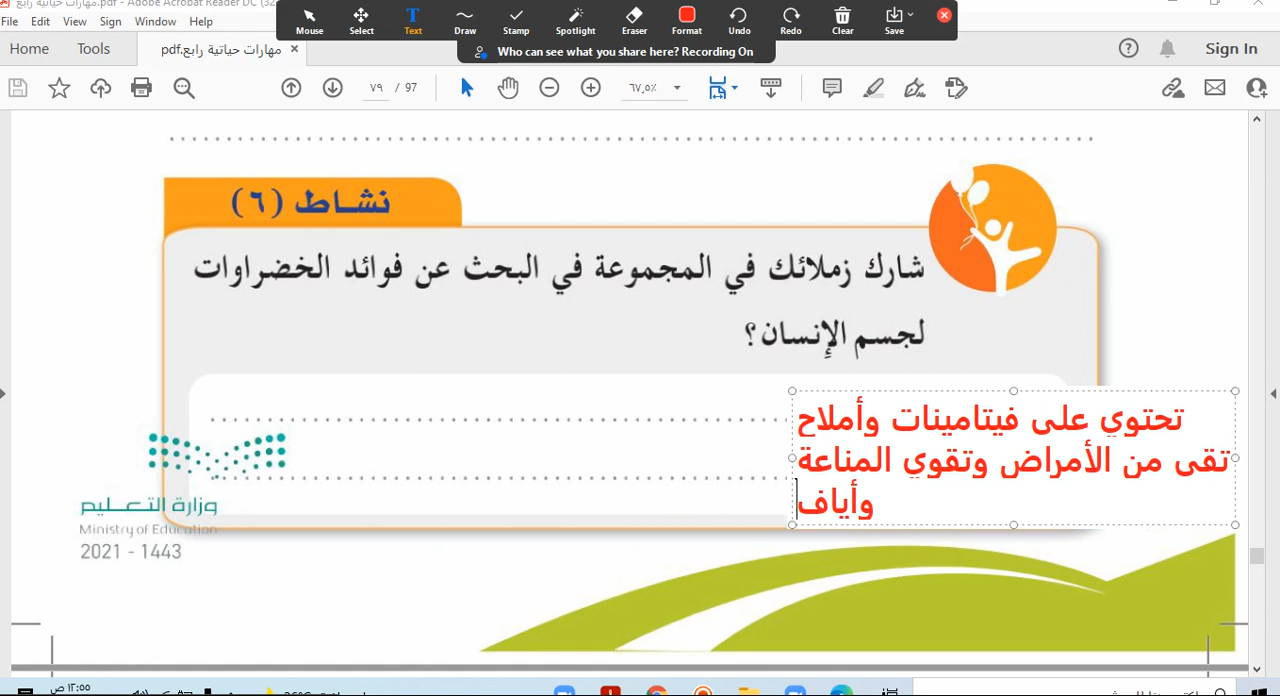 مهارات حياتية رابع.pdf - Adobe Acrobat Reader DC (32
File Edit View Sign Window Help
Mouse Select Text Draw Stamp Spotlight Eraser Format Undo Redo Clear Save
Who can see what you share here? Recording On
Home Tools مهارات حياتية رابع.pdf × Sign In
٧٩ / 97 ٦٧,٥٪
نشاط (٦)
شارك زملائك في المجموعة في البحث عن فوائد الخضراوات
لجسم الإنسان؟
تحتوي على فيتامينات وأملاح
تقى من الأمراض وتقوي المناعة
وأياف
وزارة التعليم
Ministry of Education
2021 - 1443
١٢:٥٥ ص